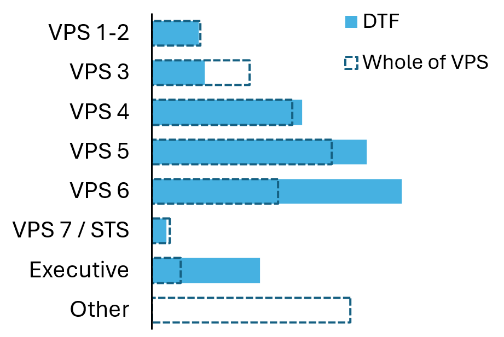 VPS 1-2
DTF
VPS 3
Whole of VPS
VPS 4
VPS 5
VPS 6
VPS 7 / STS
Executive
Other